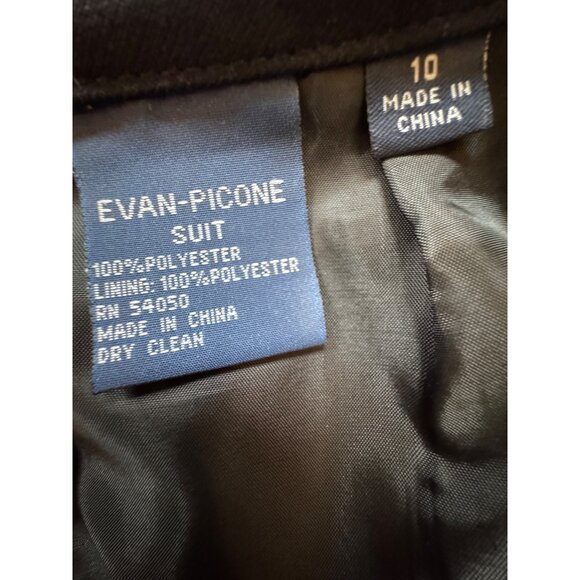 EVAN-PICONE
SUIT
100%POLYESTER
LINING: 100%POLYESTER
RN 54050
MADE IN CHINA
DRY CLEAN
10
MADE IN
CHINA